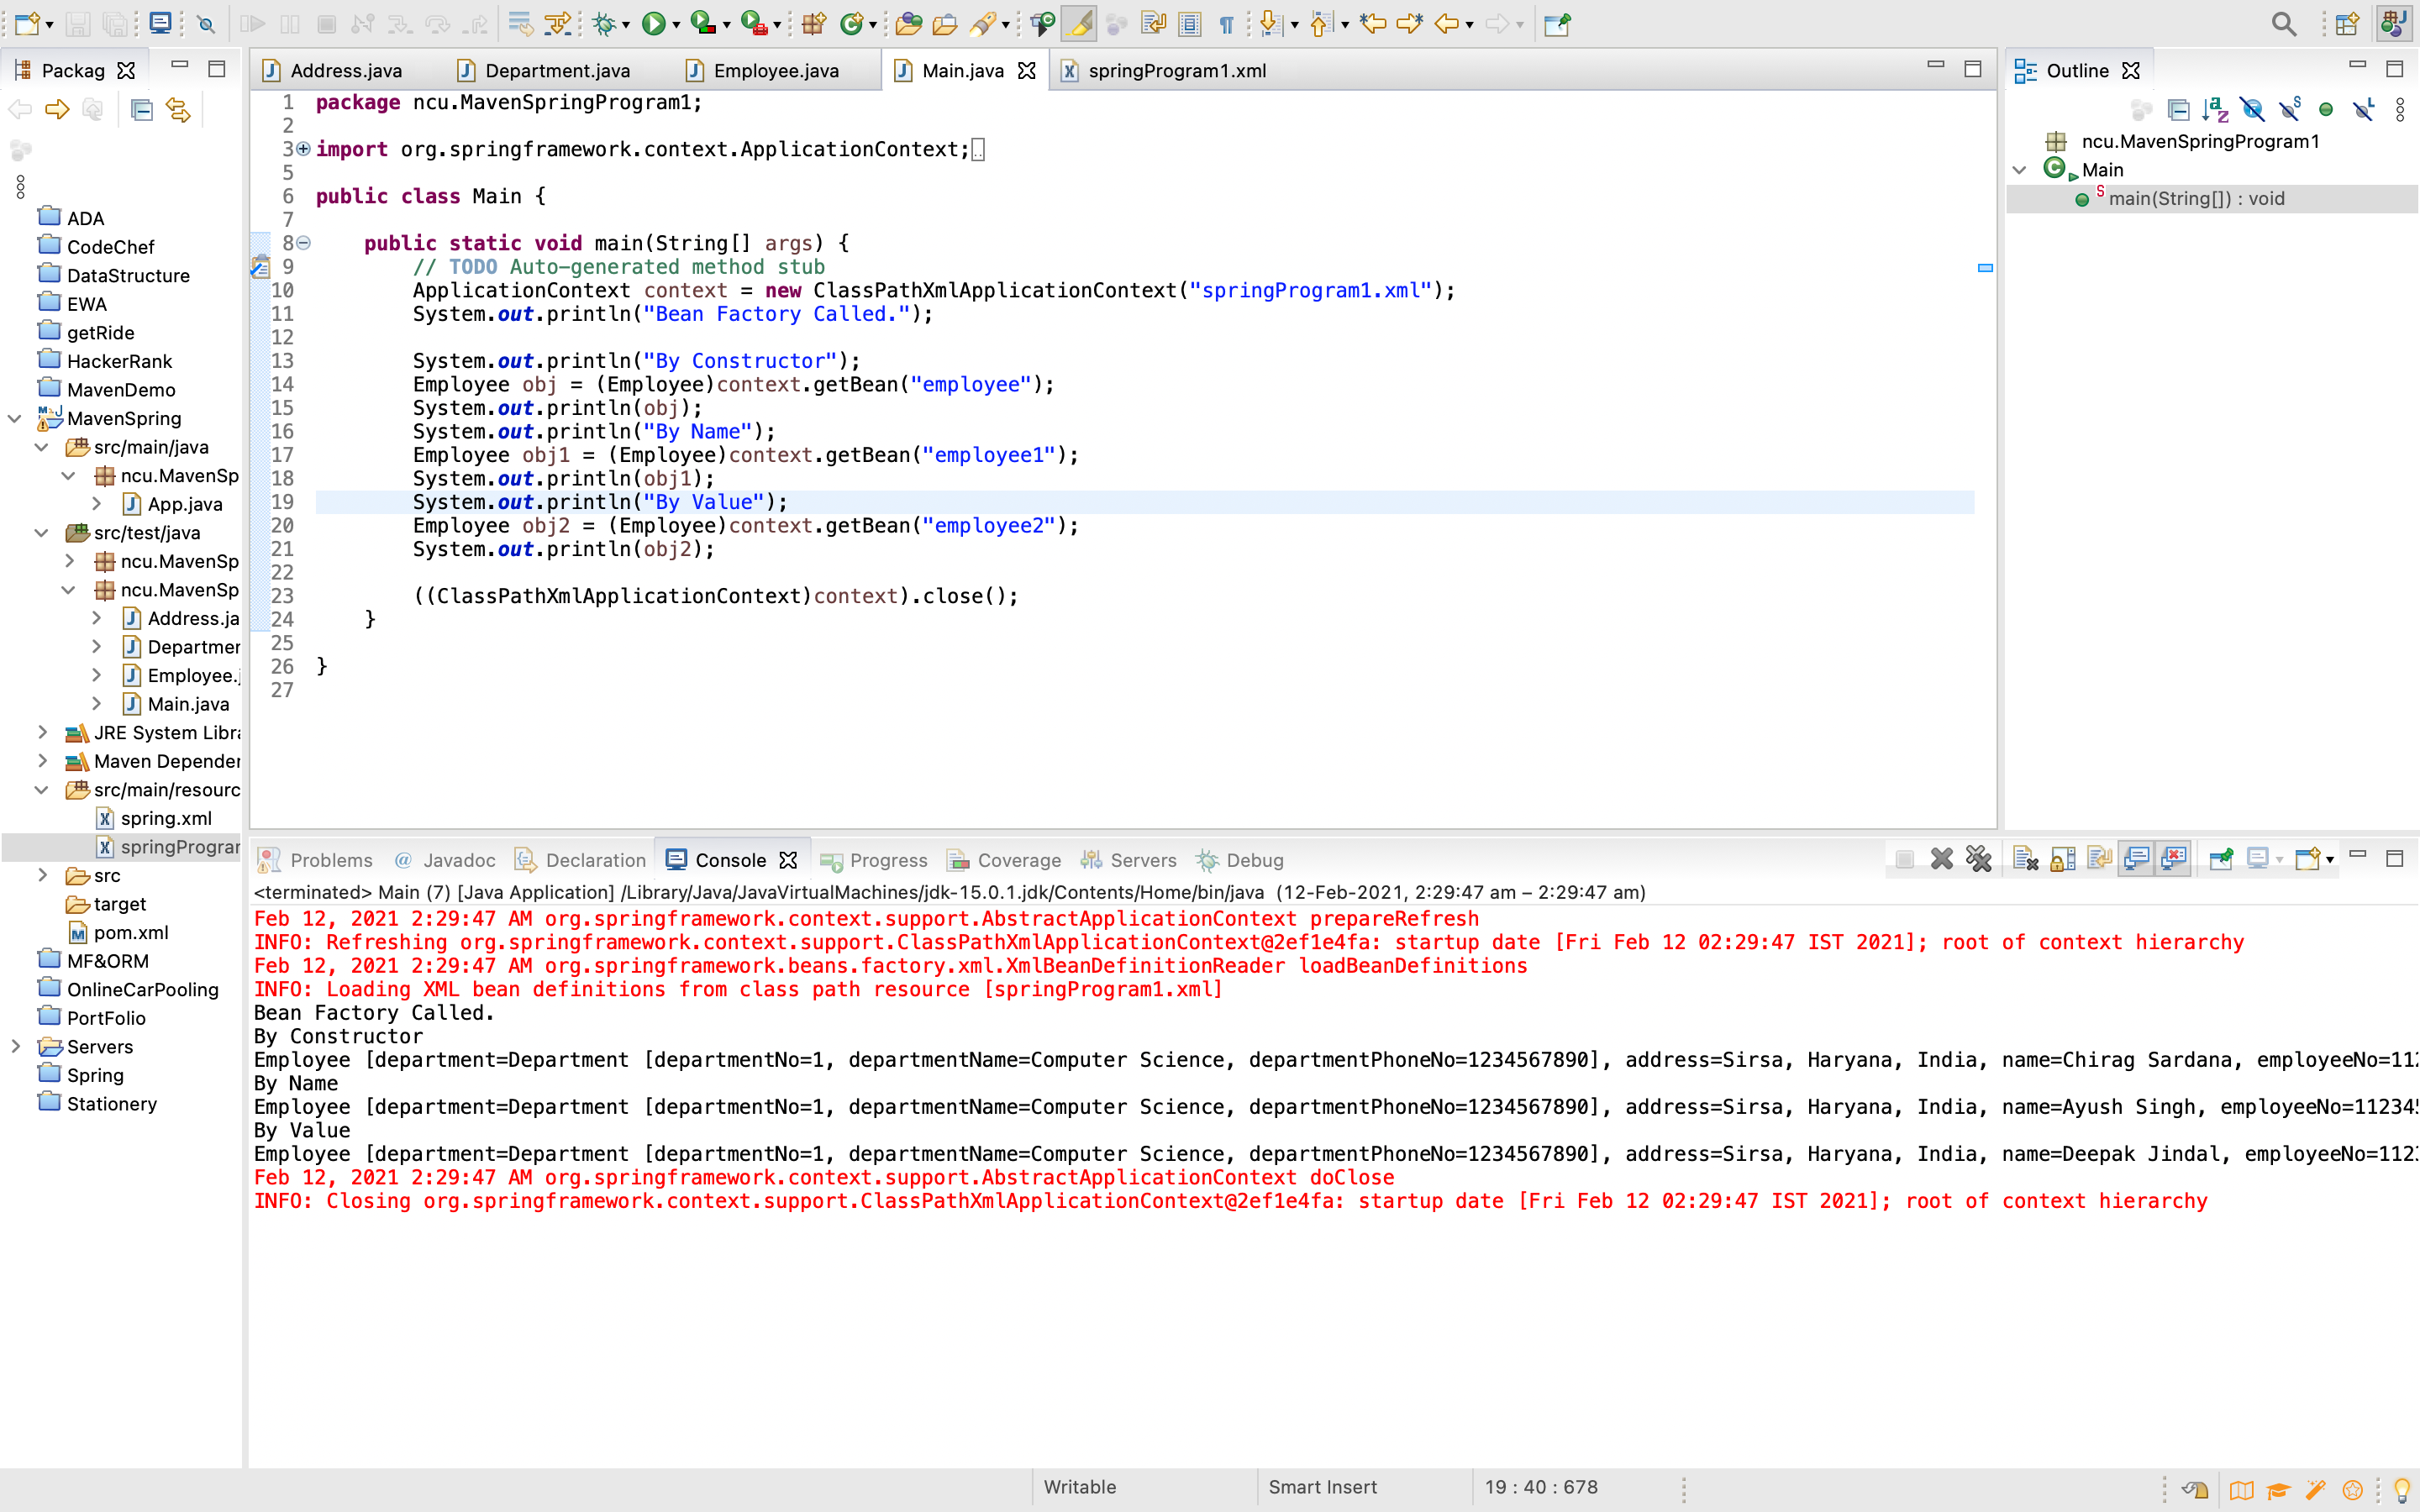 Packag
ADA
CodeChef
DataStructure
EWA
getRide
HackerRank
MavenDemo
MavenSpring
src/main/java
ncu.MavenSp
App.java
src/test/java
ncu.MavenSp
ncu.MavenSp
Address.ja
Departmer
Employee.j
Main.java
JRE System Libra
Maven Depender
src/main/resourc
spring.xml
springPrograr
src
target
pom.xml
MF&ORM
OnlineCarPooling
PortFolio
Servers
Spring
Stationery
Address.java Department.java Employee.java Main.java springProgram1.xml
1 package ncu.MavenSpringProgram1;
2
3 import org.springframework.context.ApplicationContext;
5
6 public class Main {
7
8 public static void main(String[] args) {
9 // TODO Auto-generated method stub
10 ApplicationContext context = new ClassPathXmlApplicationContext("springProgram1.xml");
11 System.out.println("Bean Factory Called.");
12
13 System.out.println("By Constructor");
14 Employee obj = (Employee)context.getBean("employee");
15 System.out.println(obj);
16 System.out.println("By Name");
17 Employee obj1 = (Employee)context.getBean("employee1");
18 System.out.println(obj1);
19 System.out.println("By Value");
20 Employee obj2 = (Employee)context.getBean("employee2");
21 System.out.println(obj2);
22
23 ((ClassPathXmlApplicationContext)context).close();
24 }
25
26 }
27
Outline
ncu.MavenSpringProgram1
Main
main(String[]) : void
Problems Javadoc Declaration Console Progress Coverage Servers Debug
<terminated> Main (7) [Java Application] /Library/Java/JavaVirtualMachines/jdk-15.0.1.jdk/Contents/Home/bin/java (12-Feb-2021, 2:29:47 am – 2:29:47 am)
Feb 12, 2021 2:29:47 AM org.springframework.context.support.AbstractApplicationContext prepareRefresh
INFO: Refreshing org.springframework.context.support.ClassPathXmlApplicationContext@2ef1e4fa: startup date [Fri Feb 12 02:29:47 IST 2021]; root of context hierarchy
Feb 12, 2021 2:29:47 AM org.springframework.beans.factory.xml.XmlBeanDefinitionReader loadBeanDefinitions
INFO: Loading XML bean definitions from class path resource [springProgram1.xml]
Bean Factory Called.
By Constructor
Employee [department=Department [departmentNo=1, departmentName=Computer Science, departmentPhoneNo=1234567890], address=Sirsa, Haryana, India, name=Chirag Sardana, employeeNo=112
By Name
Employee [department=Department [departmentNo=1, departmentName=Computer Science, departmentPhoneNo=1234567890], address=Sirsa, Haryana, India, name=Ayush Singh, employeeNo=112345
By Value
Employee [department=Department [departmentNo=1, departmentName=Computer Science, departmentPhoneNo=1234567890], address=Sirsa, Haryana, India, name=Deepak Jindal, employeeNo=1123
Feb 12, 2021 2:29:47 AM org.springframework.context.support.AbstractApplicationContext doClose
INFO: Closing org.springframework.context.support.ClassPathXmlApplicationContext@2ef1e4fa: startup date [Fri Feb 12 02:29:47 IST 2021]; root of context hierarchy
Writable Smart Insert 19 : 40 : 678